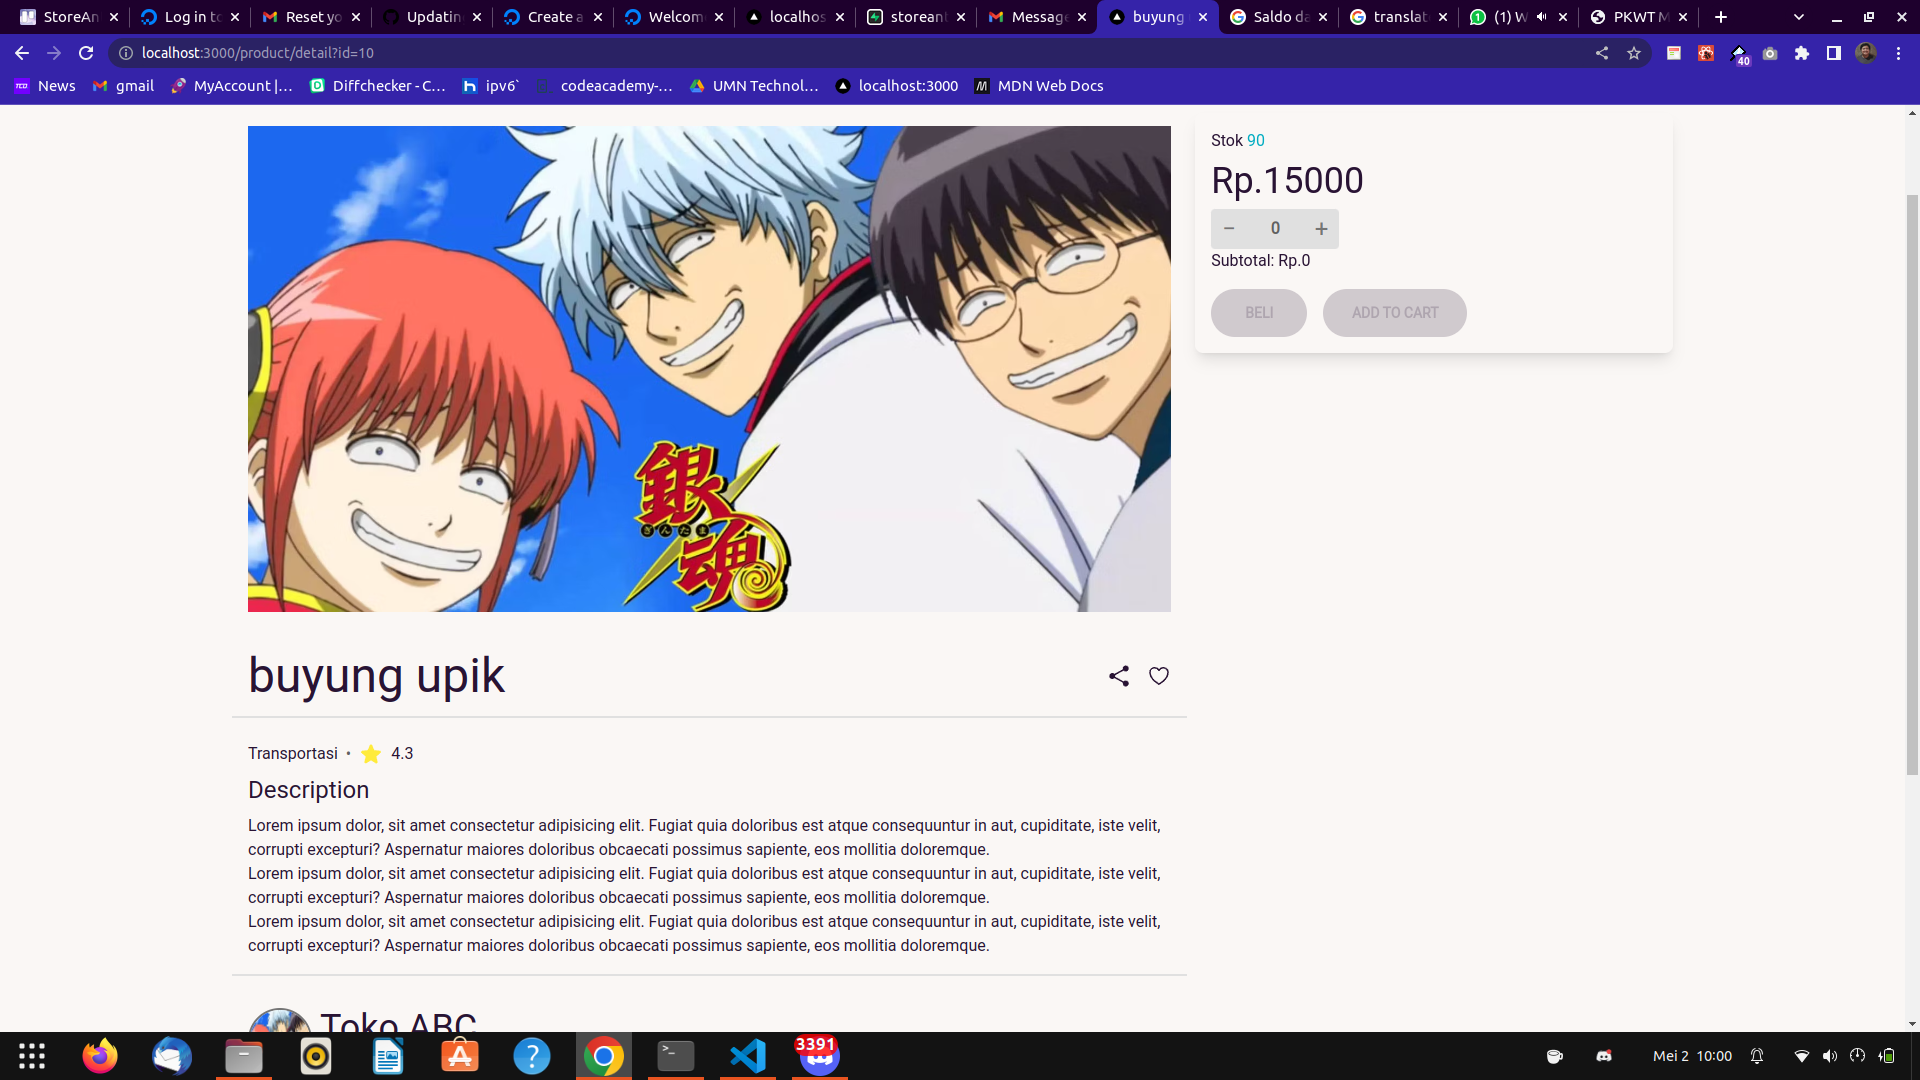 StoreAn
Log in to
Reset yo
Updatin
Create a
Welcom
localhos
storeant
Message
buyung
Saldo da
translat
(1) W
PKWT M
localhost:3000/product/detail?id=10
40
News
gmail
MyAccount |...
Diffchecker - C...
ipv6`
codeacademy-...
UMN Technol...
localhost:3000
MDN Web Docs
銀魂
ぎんたま
Stok 90
Rp.15000
− 0 +
Subtotal: Rp.0
BELI
ADD TO CART
buyung upik
Transportasi • 4.3
Description
Lorem ipsum dolor, sit amet consectetur adipisicing elit. Fugiat quia doloribus est atque consequuntur in aut, cupiditate, iste velit,
corrupti excepturi? Aspernatur maiores doloribus obcaecati possimus sapiente, eos mollitia doloremque.
Lorem ipsum dolor, sit amet consectetur adipisicing elit. Fugiat quia doloribus est atque consequuntur in aut, cupiditate, iste velit,
corrupti excepturi? Aspernatur maiores doloribus obcaecati possimus sapiente, eos mollitia doloremque.
Lorem ipsum dolor, sit amet consectetur adipisicing elit. Fugiat quia doloribus est atque consequuntur in aut, cupiditate, iste velit,
corrupti excepturi? Aspernatur maiores doloribus obcaecati possimus sapiente, eos mollitia doloremque.
Toko ABC
3391
Mei 2 10:00